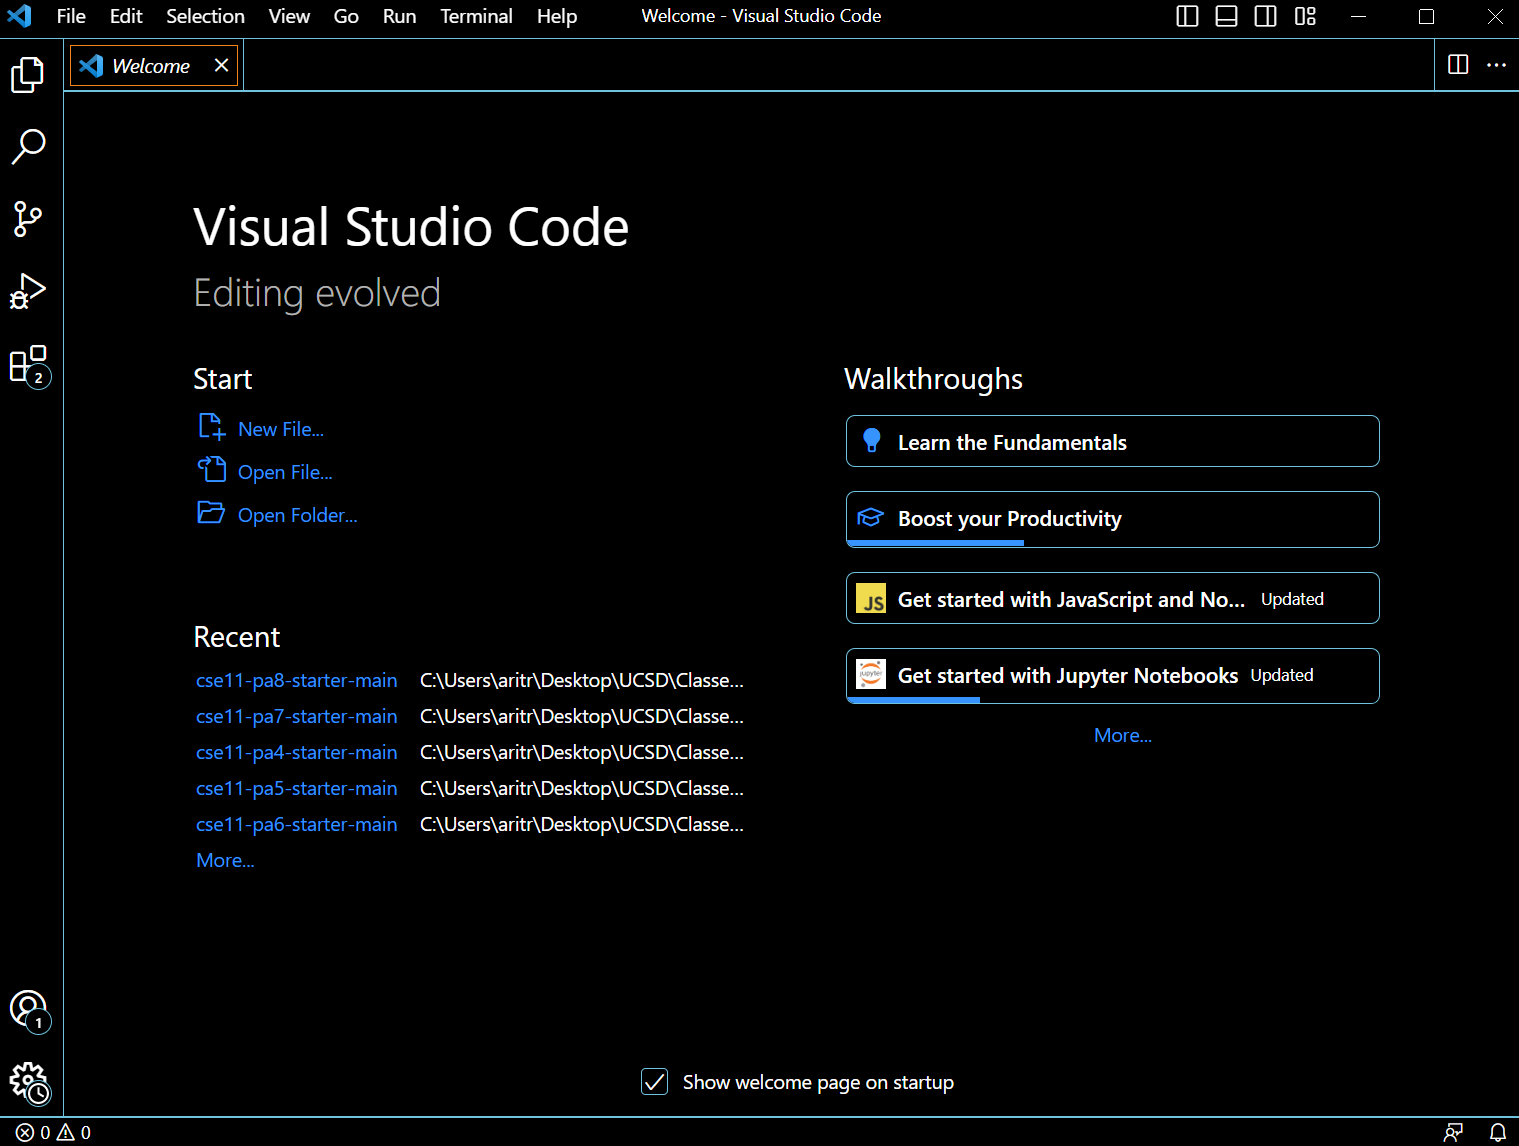 File Edit Selection View Go Run Terminal Help Welcome - Visual Studio Code
Welcome
Visual Studio Code
Editing evolved
Start
New File...
Open File...
Open Folder...
Recent
cse11-pa8-starter-main C:\Users\aritr\Desktop\UCSD\Classe...
cse11-pa7-starter-main C:\Users\aritr\Desktop\UCSD\Classe...
cse11-pa4-starter-main C:\Users\aritr\Desktop\UCSD\Classe...
cse11-pa5-starter-main C:\Users\aritr\Desktop\UCSD\Classe...
cse11-pa6-starter-main C:\Users\aritr\Desktop\UCSD\Classe...
More...
Walkthroughs
Learn the Fundamentals
Boost your Productivity
JS Get started with JavaScript and No... Updated
jupyter Get started with Jupyter Notebooks Updated
More...
2
1
Show welcome page on startup
0 0